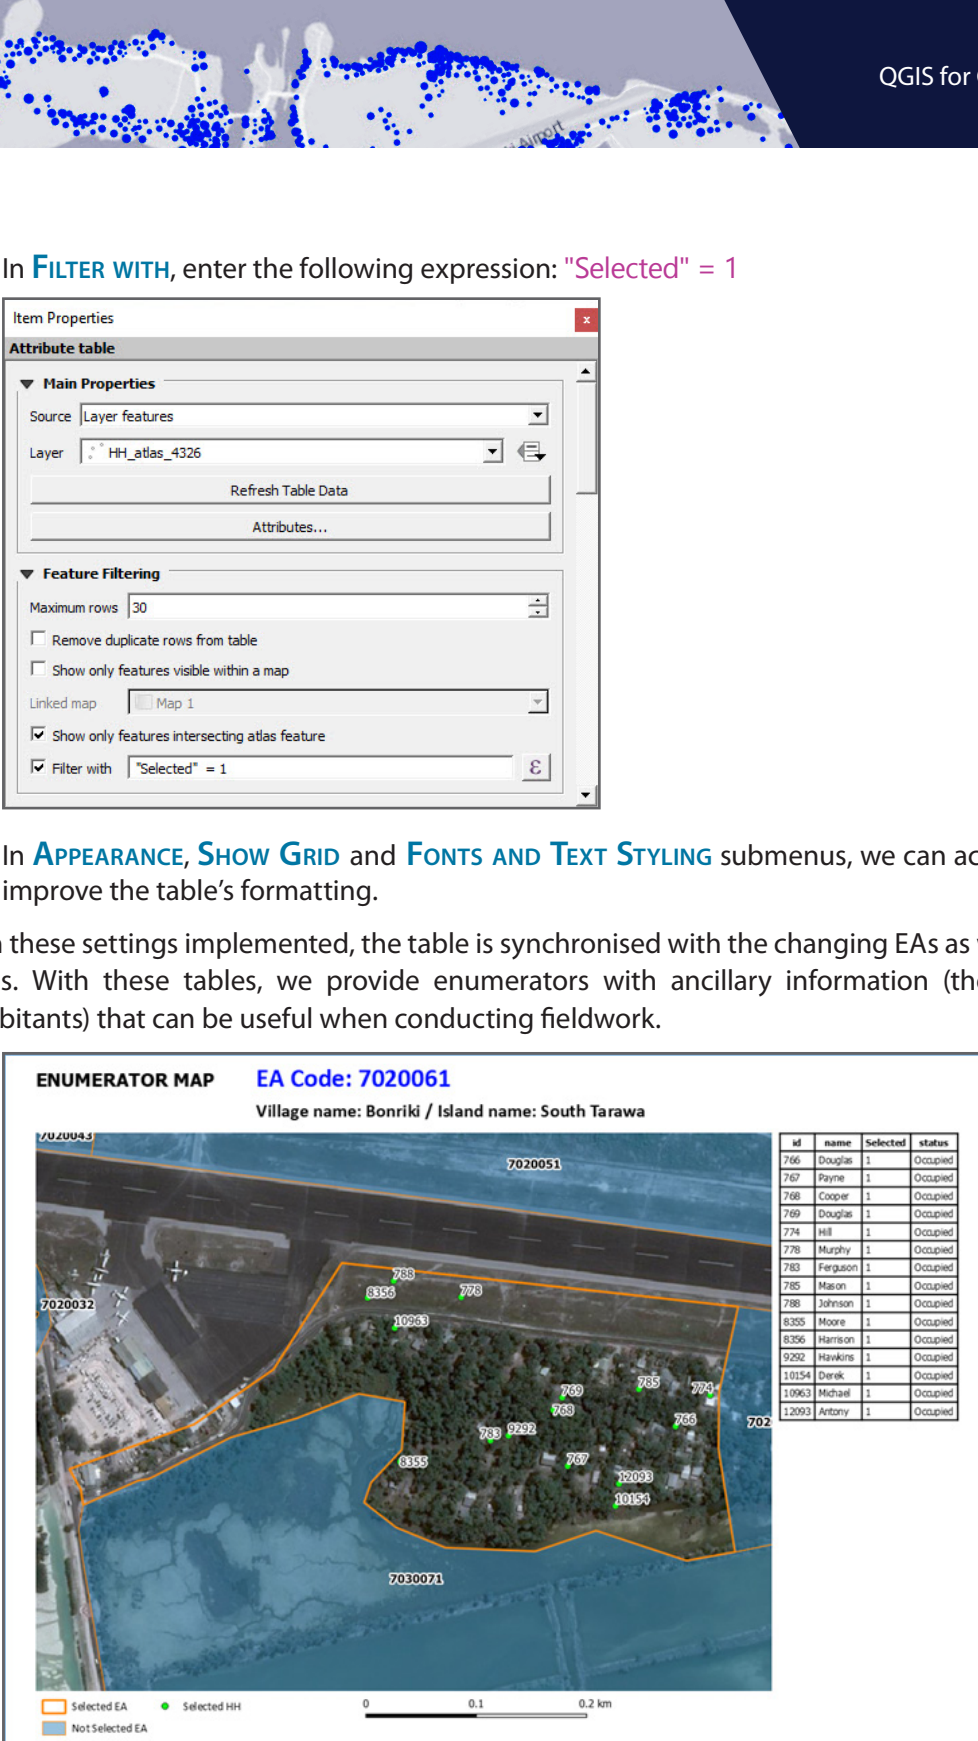 QGIS for
Airport
In FILTER WITH, enter the following expression: "Selected" = 1
Item Properties
x
Attribute table
Main Properties
Source Layer features
Layer HH_atlas_4326
Refresh Table Data
Attributes...
Feature Filtering
Maximum rows 30
Remove duplicate rows from table
Show only features visible within a map
Linked map Map 1
Show only features intersecting atlas feature
Filter with "Selected" = 1 ε
In APPEARANCE, SHOW GRID and FONTS AND TEXT STYLING submenus, we can
improve the table's formatting.
these settings implemented, the table is synchronised with the changing EAs as
With these tables, we provide enumerators with ancillary information
that can be useful when conducting fieldwork.
ENUMERATOR MAP EA Code: 7020061
Village name: Bonriki / Island name: South Tarawa
7020043
7020051
7020032
788
8356
778
10963
785
774
769
768
766
702
783
9292
8355
767
12093
10154
7030071
id name Selected status
766 Douglas 1 Occupied
767 Payne 1 Occupied
768 Cooper 1 Occupied
769 Douglas 1 Occupied
774 Hill 1 Occupied
778 Murphy 1 Occupied
783 Ferguson 1 Occupied
785 Mason 1 Occupied
788 Johnson 1 Occupied
8355 Moore 1 Occupied
8356 Harrison 1 Occupied
9292 Hawkins 1 Occupied
10154 Derek 1 Occupied
10963 Michael 1 Occupied
12093 Antony 1 Occupied
Selected EA Selected HH 0 0.1 0.2 km
Not Selected EA